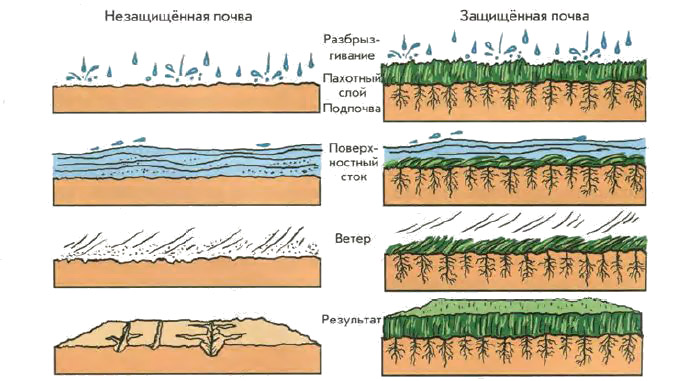 Незащищённая почва
Защищённая почва
Разбрыз-
гивание
Пахотный
слой
Подпочва
Поверх-
ностный
сток
Ветер
Результат